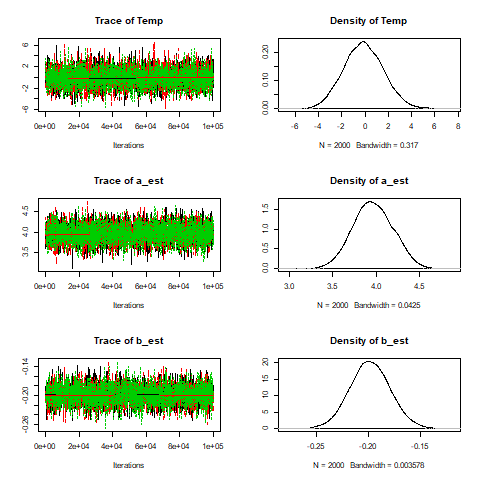 Trace of Temp
6
2
-2
-6
0e+00 2e+04 4e+04 6e+04 8e+04 1e+05
Iterations
Density of Temp
0.20
0.10
0.00
-6 -4 -2 0 2 4 6 8
N = 2000 Bandwidth = 0.317
Trace of a_est
4.5
4.0
3.5
0e+00 2e+04 4e+04 6e+04 8e+04 1e+05
Iterations
Density of a_est
1.5
1.0
0.5
0.0
3.0 3.5 4.0 4.5
N = 2000 Bandwidth = 0.0425
Trace of b_est
-0.14
-0.20
-0.26
0e+00 2e+04 4e+04 6e+04 8e+04 1e+05
Iterations
Density of b_est
20
15
10
5
0
-0.25 -0.20 -0.15
N = 2000 Bandwidth = 0.003578